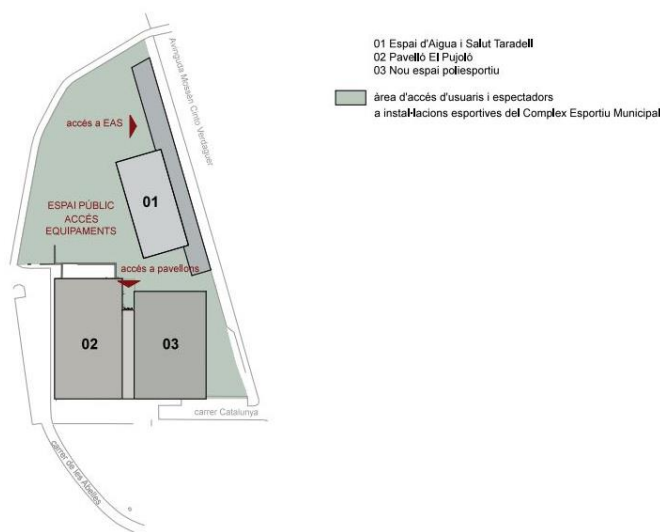 Avinguda Mossèn Cinto Verdaguer
01 Espai d'Aigua i Salut Taradell
02 Pavelló El Pujoló
03 Nou espai poliesportiu
àrea d'accés d'usuaris i espectadors
a instal·lacions esportives del Complex Esportiu Municipal
accés a EAS
01
ESPAI PÚBLIC
ACCÉS
EQUIPAMENTS
accés a pavellons
02
03
carrer Catalunya
carrer de les Abelles